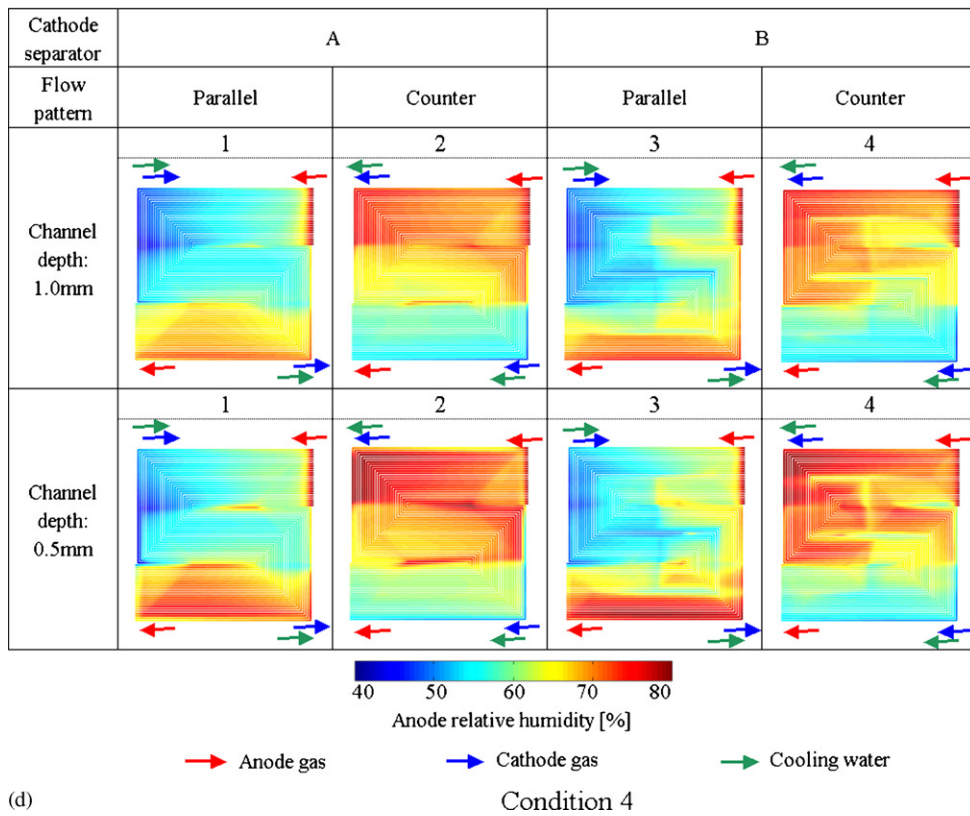 Cathode separator A B
Flow pattern Parallel Counter Parallel Counter
1 2 3 4
Channel depth: 1.0mm
1 2 3 4
Channel depth: 0.5mm
40 50 60 70 80
Anode relative humidity [%]
Anode gas Cathode gas Cooling water
(d) Condition 4